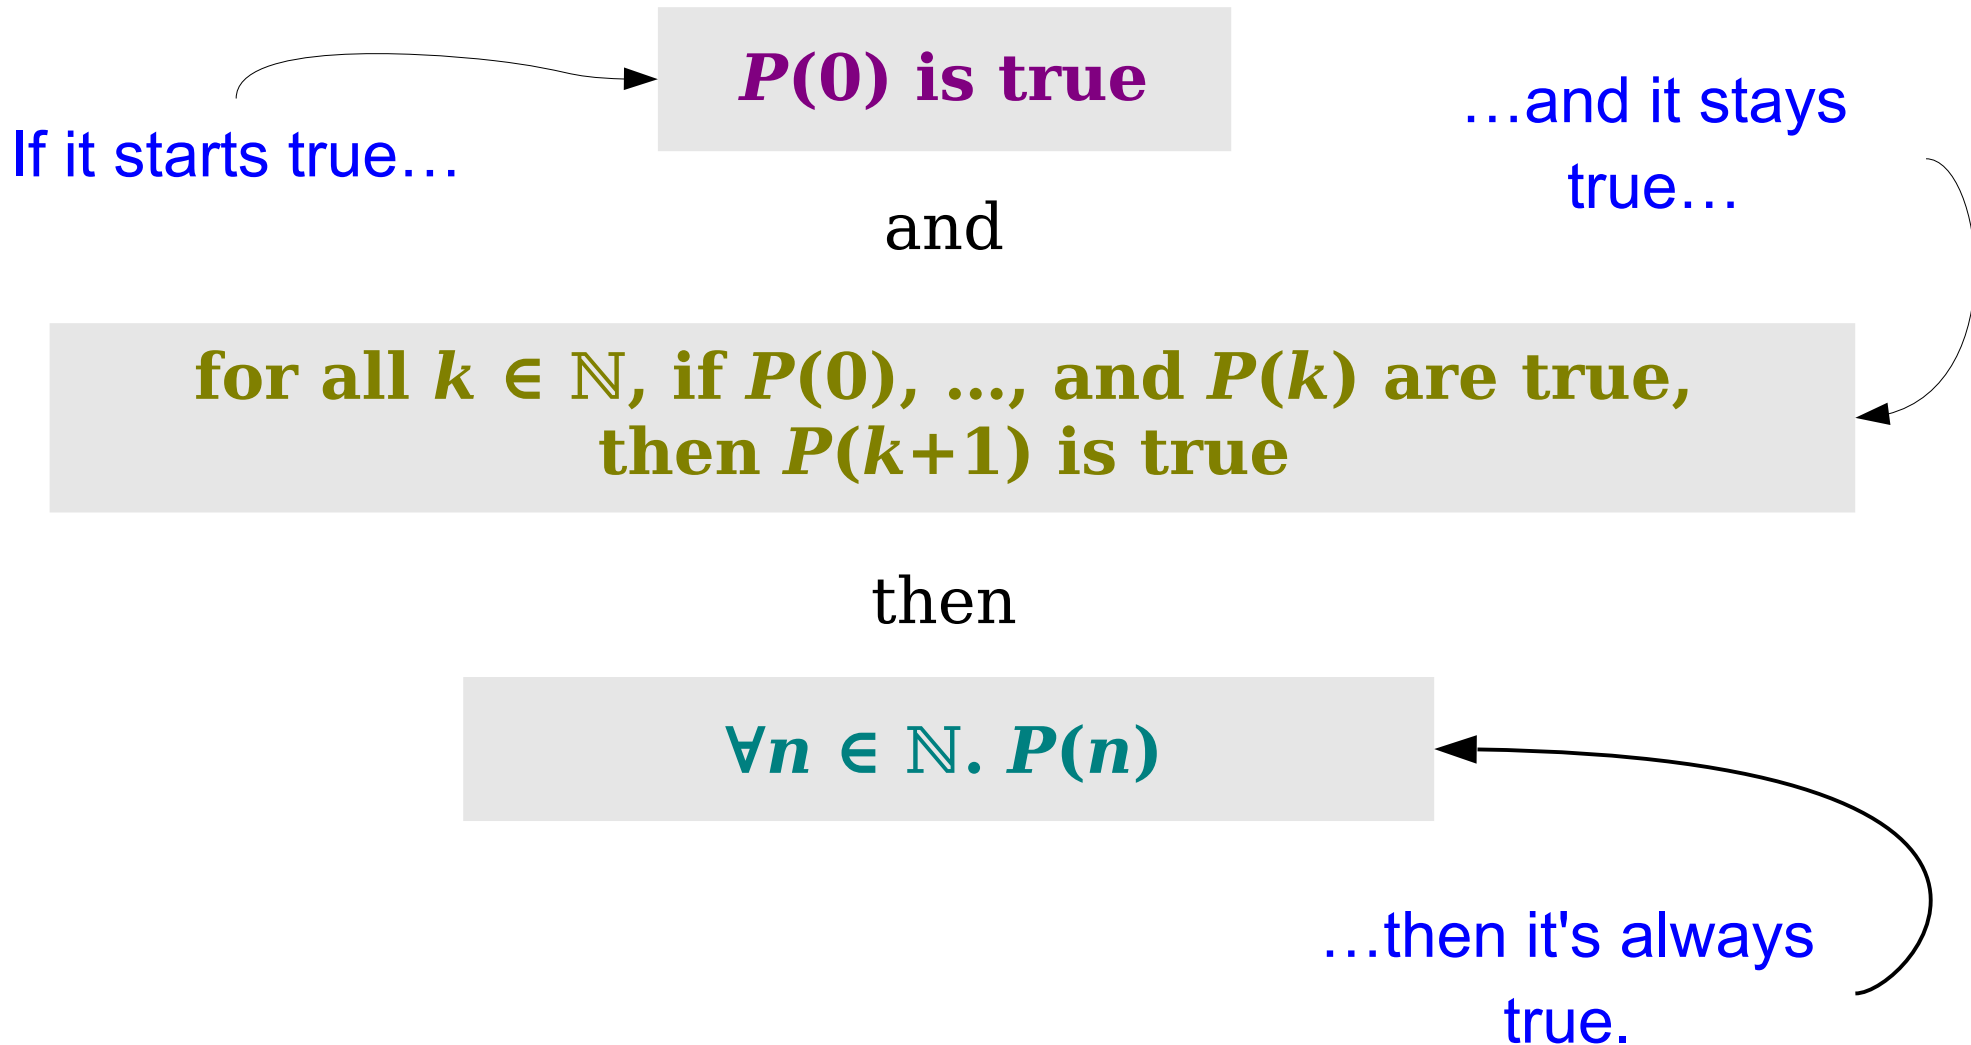 P(0) is true
If it starts true…
…and it stays
true…
and
for all k ∈ ℕ, if P(0), …, and P(k) are true,
then P(k+1) is true
then
∀n ∈ ℕ. P(n)
…then it's always
true.